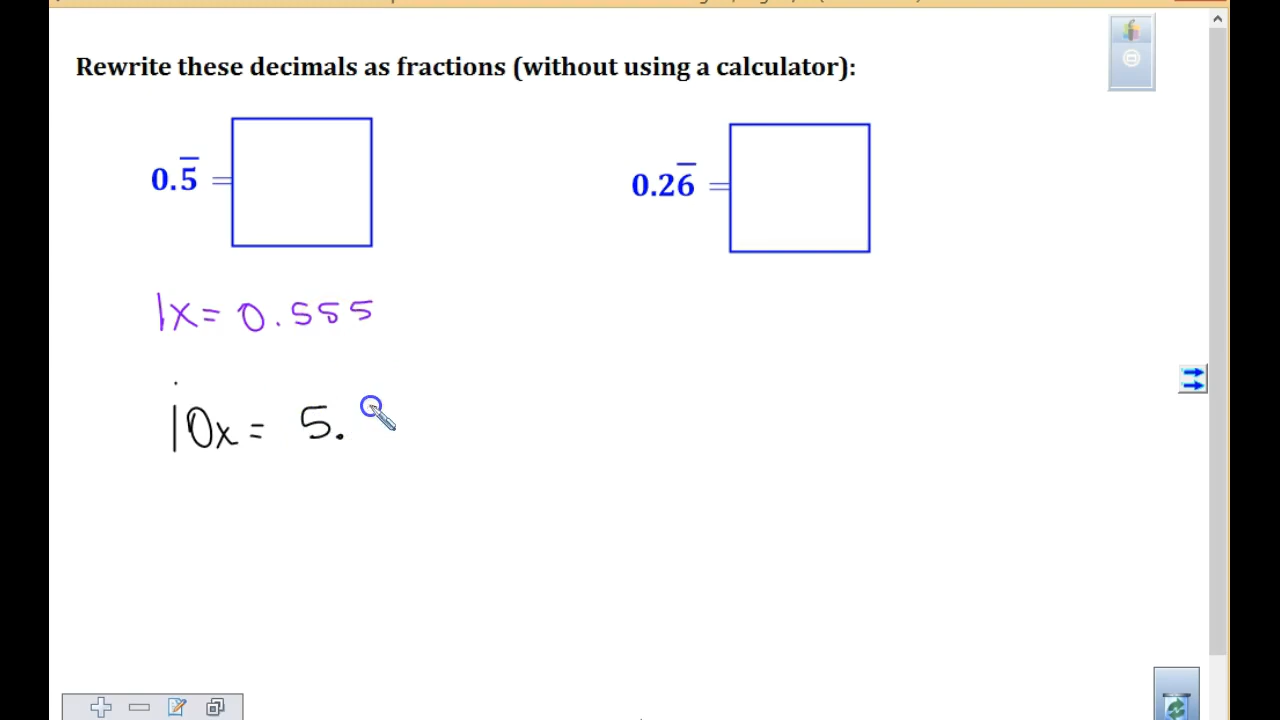 Rewrite these decimals as fractions (without using a calculator):
0.5̅ =
0.26̅ =
1x = 0.555
10x = 5.